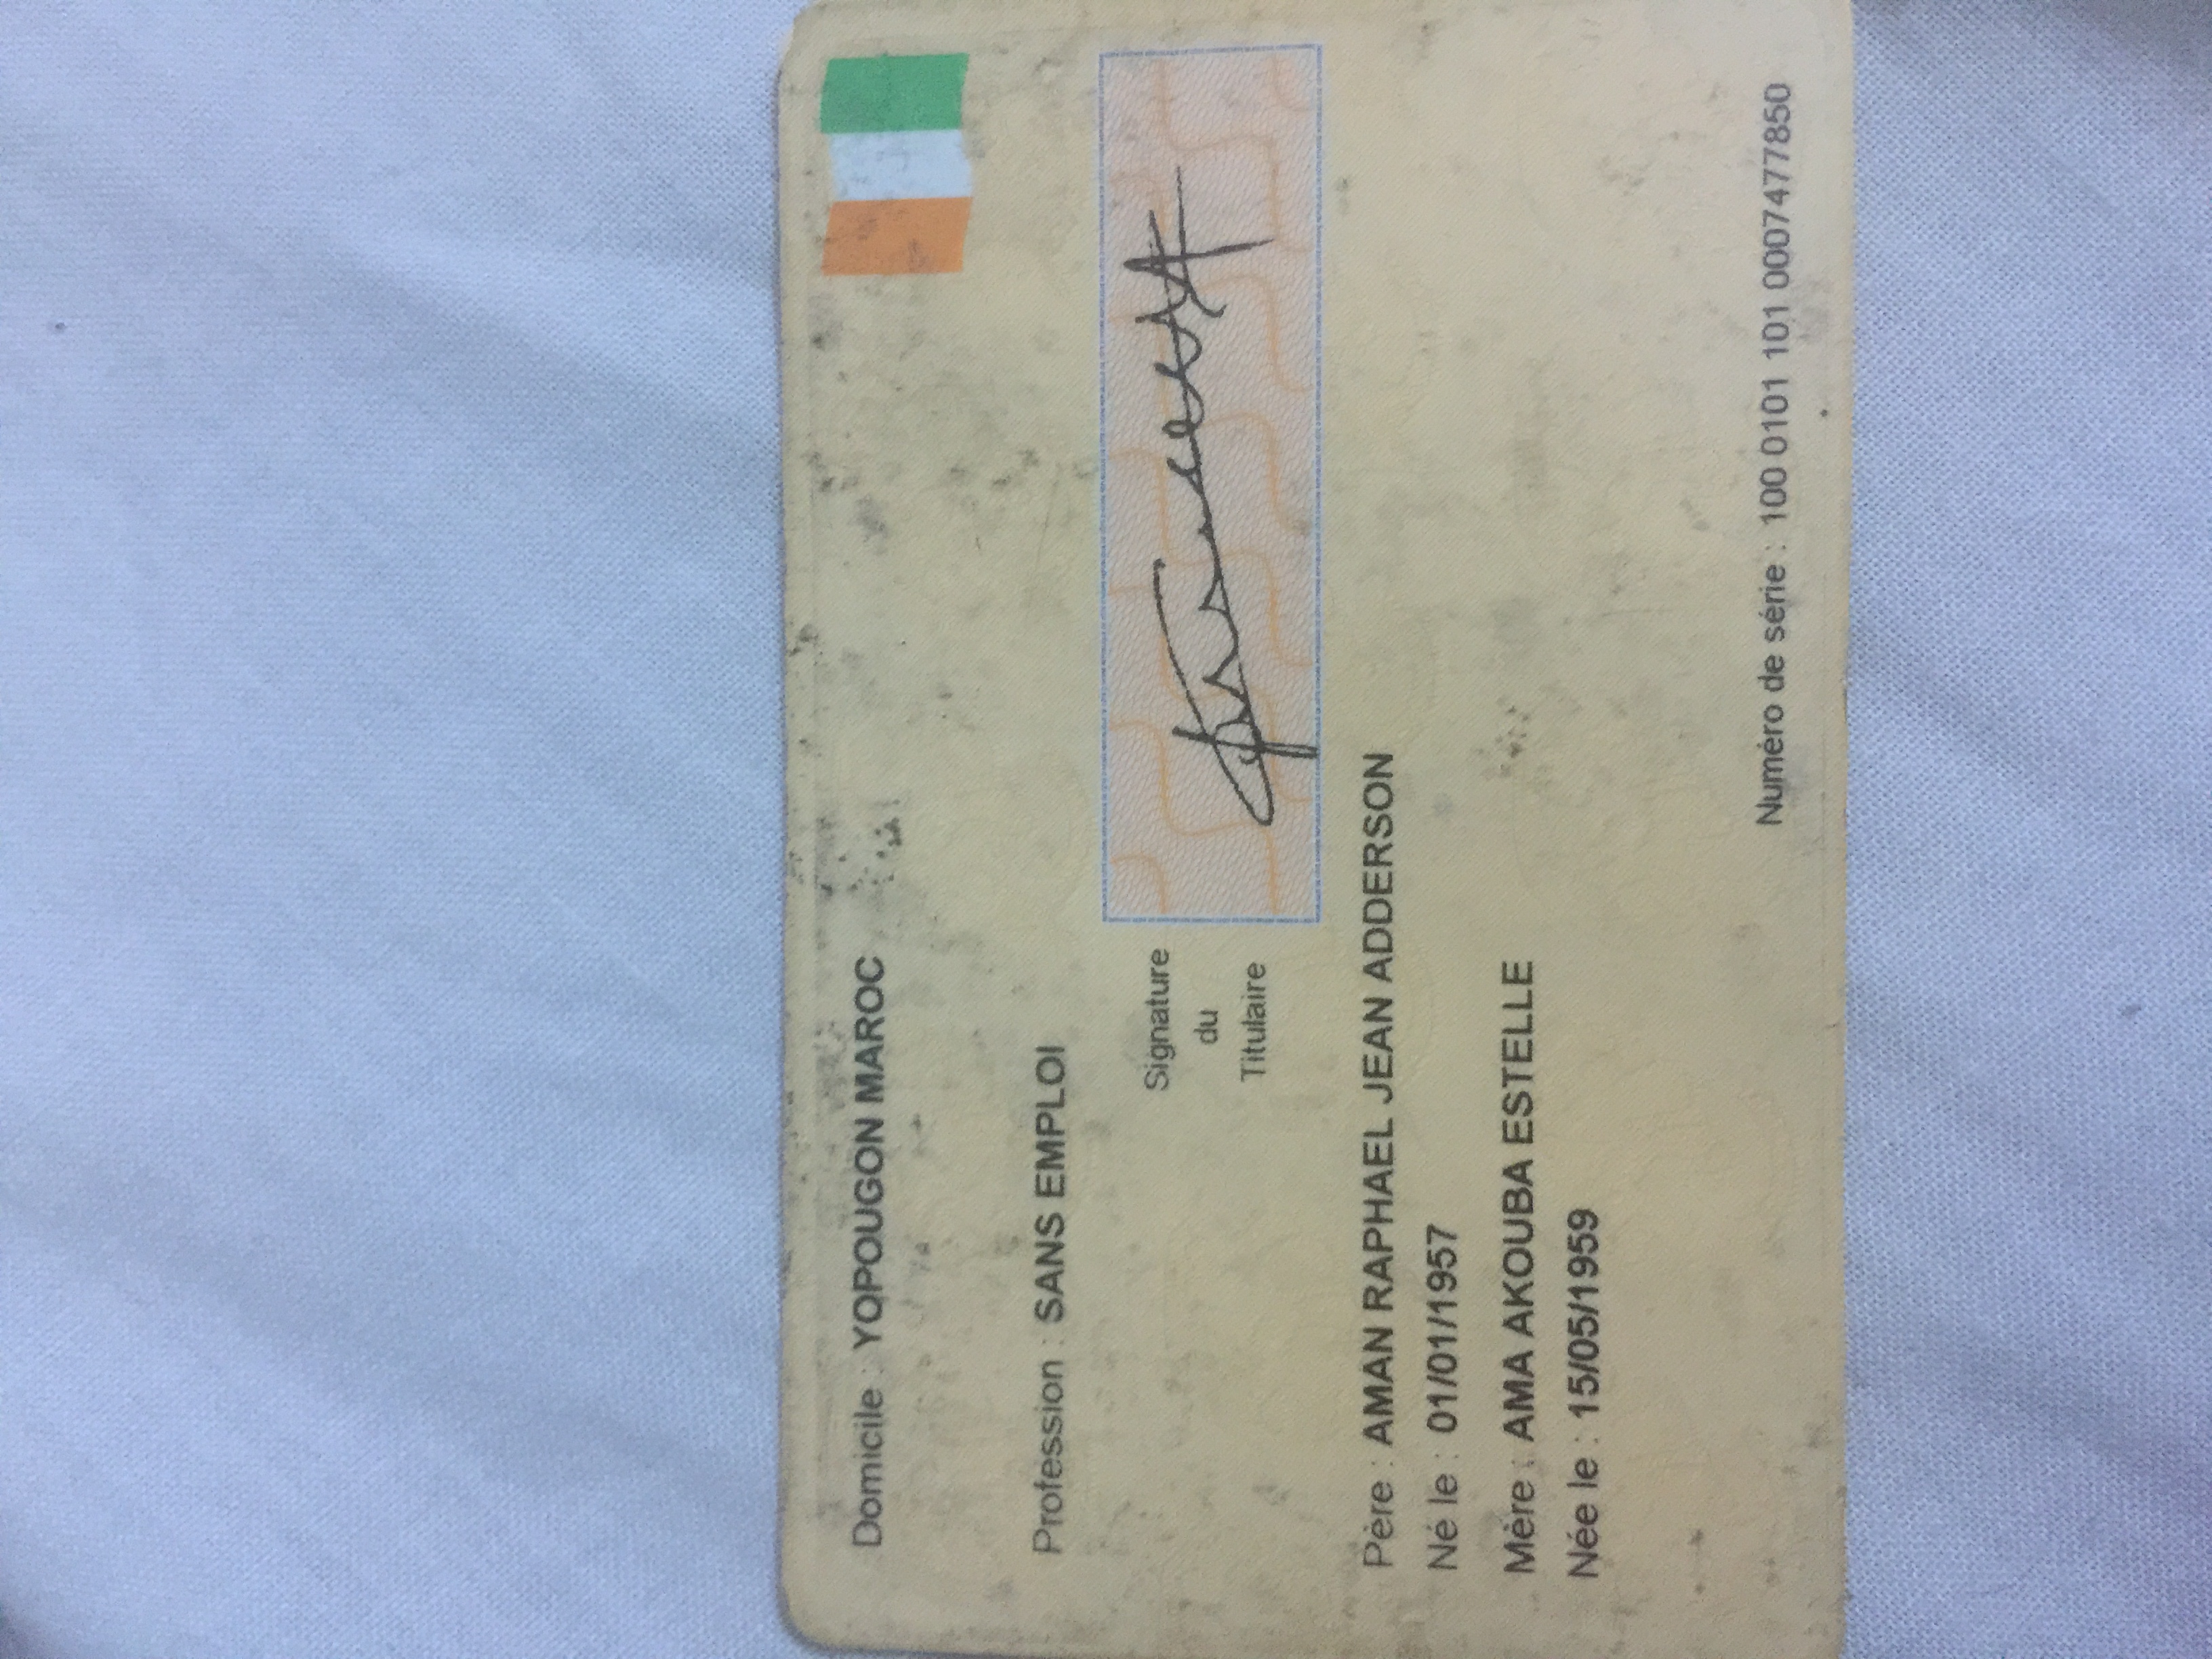 Domicile : YOPOUGON MAROC
Profession : SANS EMPLOI
Signature
du
Titulaire
Père : AMAN RAPHAEL JEAN ADDERSON
Né le : 01/01/1957
Mère : AMA AKOUBA ESTELLE
Née le : 15/05/1959
Numéro de série : 100 0101 101 0007477850